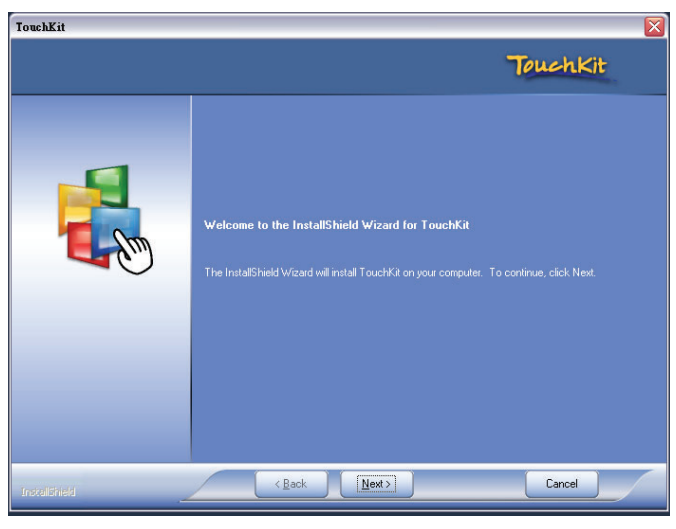 TouchKit
TouchKit
Welcome to the InstallShield Wizard for TouchKit
The InstallShield Wizard will install TouchKit on your computer. To continue, click Next.
InstallShield
< Back
Next >
Cancel